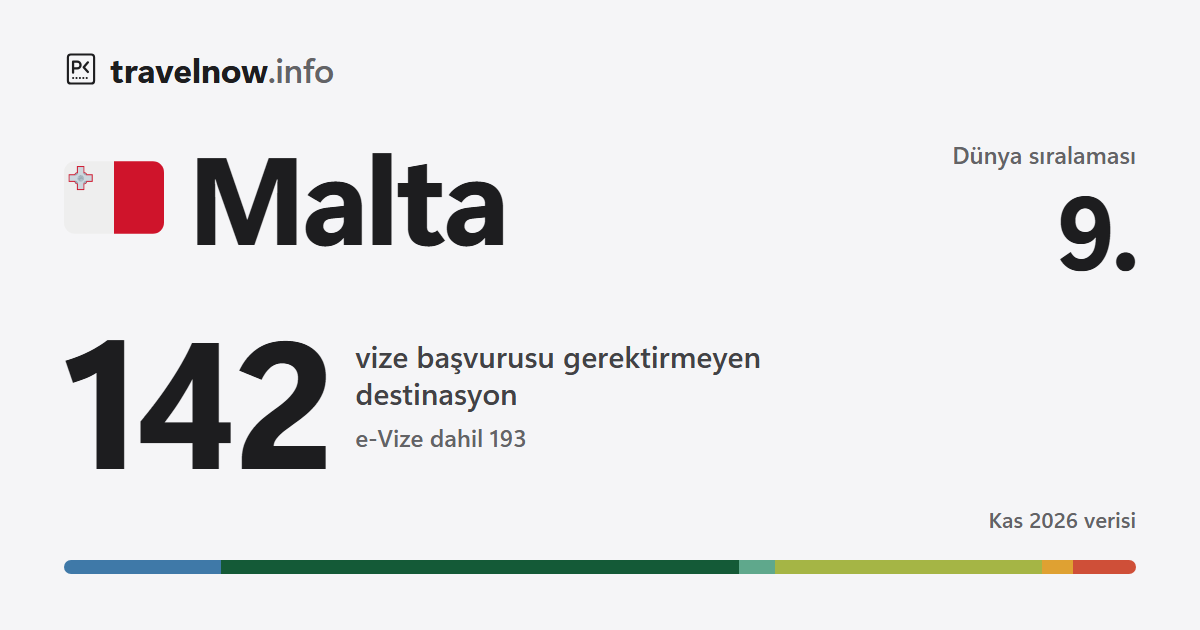 travelnow.info
Malta
Dünya sıralaması
9.
142
vize başvurusu gerektirmeyen
destinasyon
e-Vize dahil 193
Kas 2026 verisi